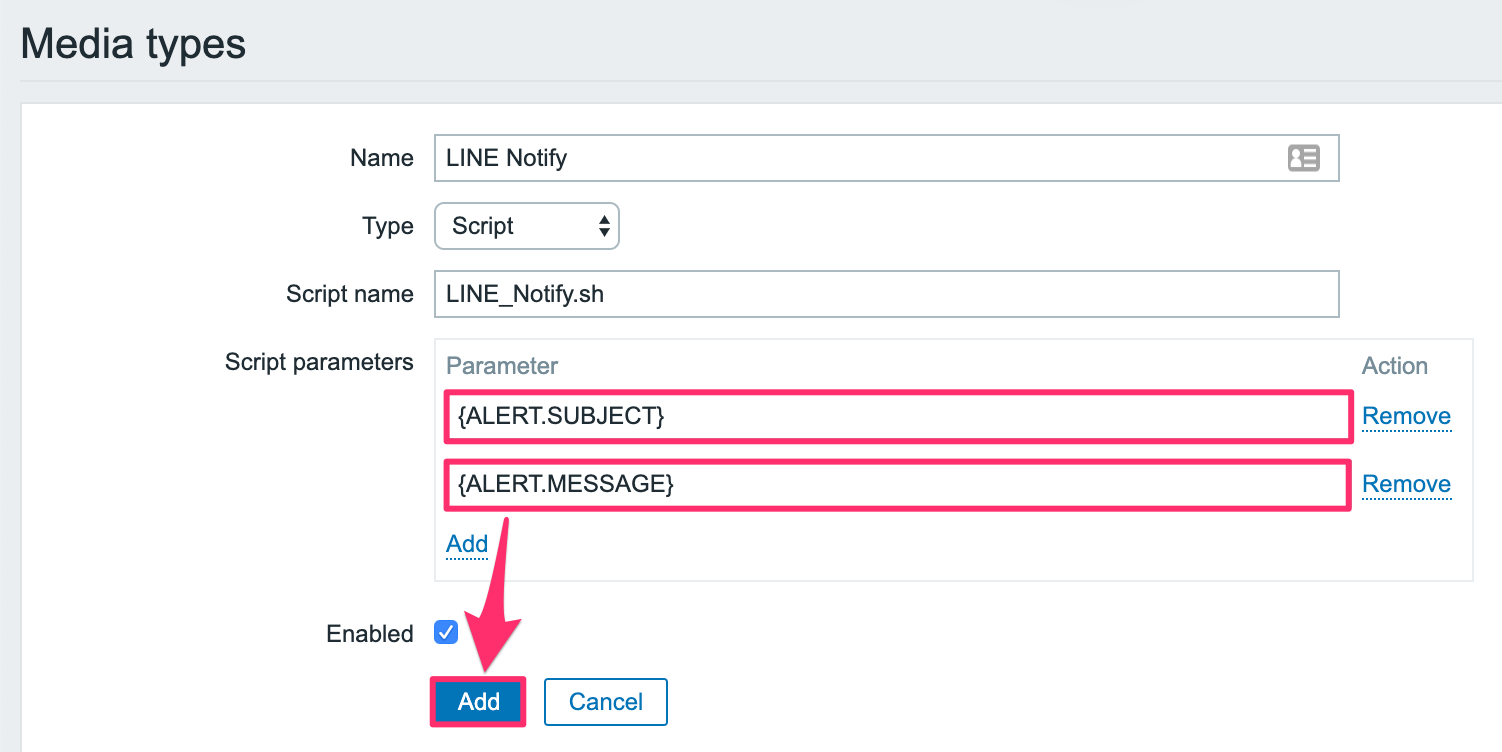 Media types
Name LINE Notify
Type Script
Script name LINE_Notify.sh
Script parameters Parameter Action
{ALERT.SUBJECT} Remove
{ALERT.MESSAGE} Remove
Add
Enabled
Add Cancel